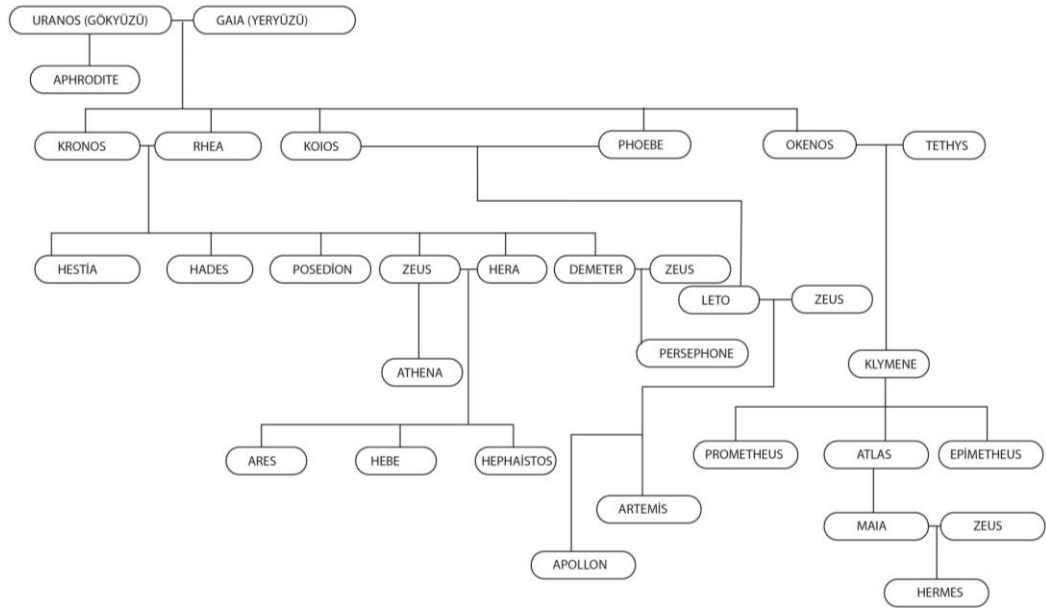 URANOS (GÖKYÜZÜ)
GAIA (YERYÜZÜ)
APHRODITE
KRONOS
RHEA
KOIOS
PHOEBE
OKENOS
TETHYS
HESTİA
HADES
POSEDİON
ZEUS
HERA
DEMETER
ZEUS
LETO
ZEUS
PERSEPHONE
KLYMENE
ATHENA
ARES
HEBE
HEPHAİSTOS
PROMETHEUS
ATLAS
EPİMETHEUS
ARTEMİS
MAIA
ZEUS
APOLLON
HERMES